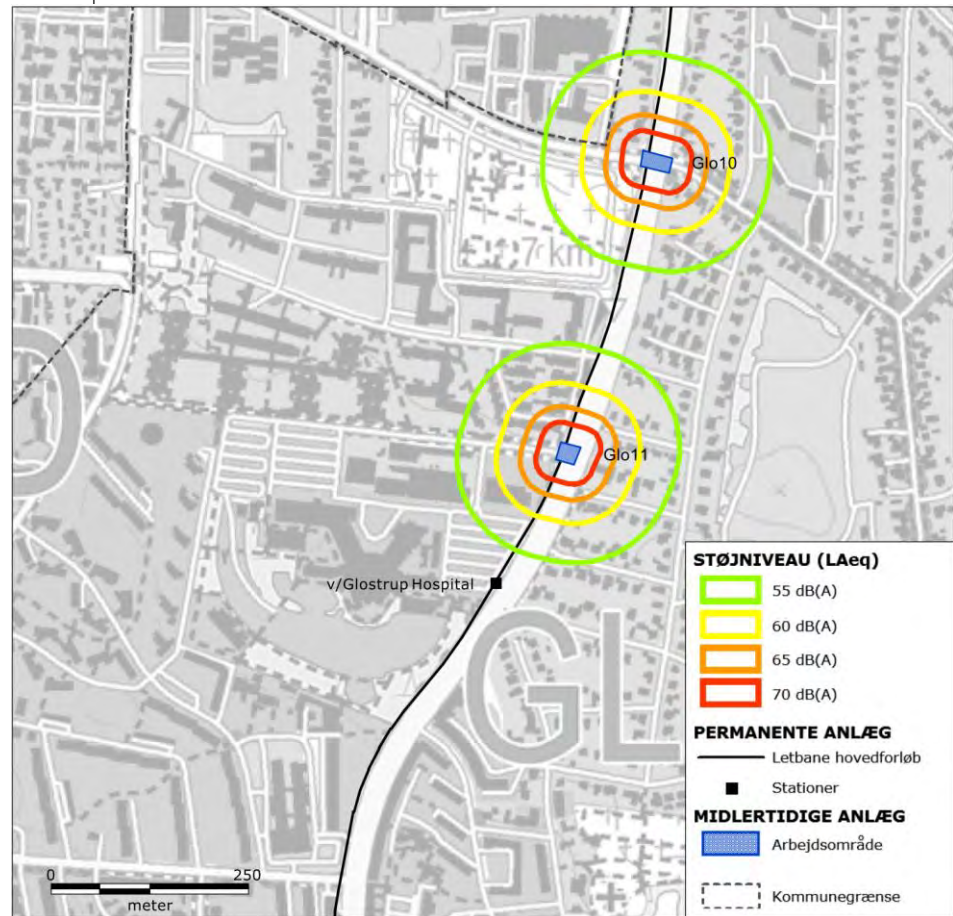 Glo10
7 km
Glo11
v/Glostrup Hospital
GL
STØJNIVEAU (LAeq)
55 dB(A)
60 dB(A)
65 dB(A)
70 dB(A)
PERMANENTE ANLÆG
Letbane hovedforløb
Stationer
MIDLERTIDIGE ANLÆG
Arbejdsområde
Kommunegrænse
0 250
meter